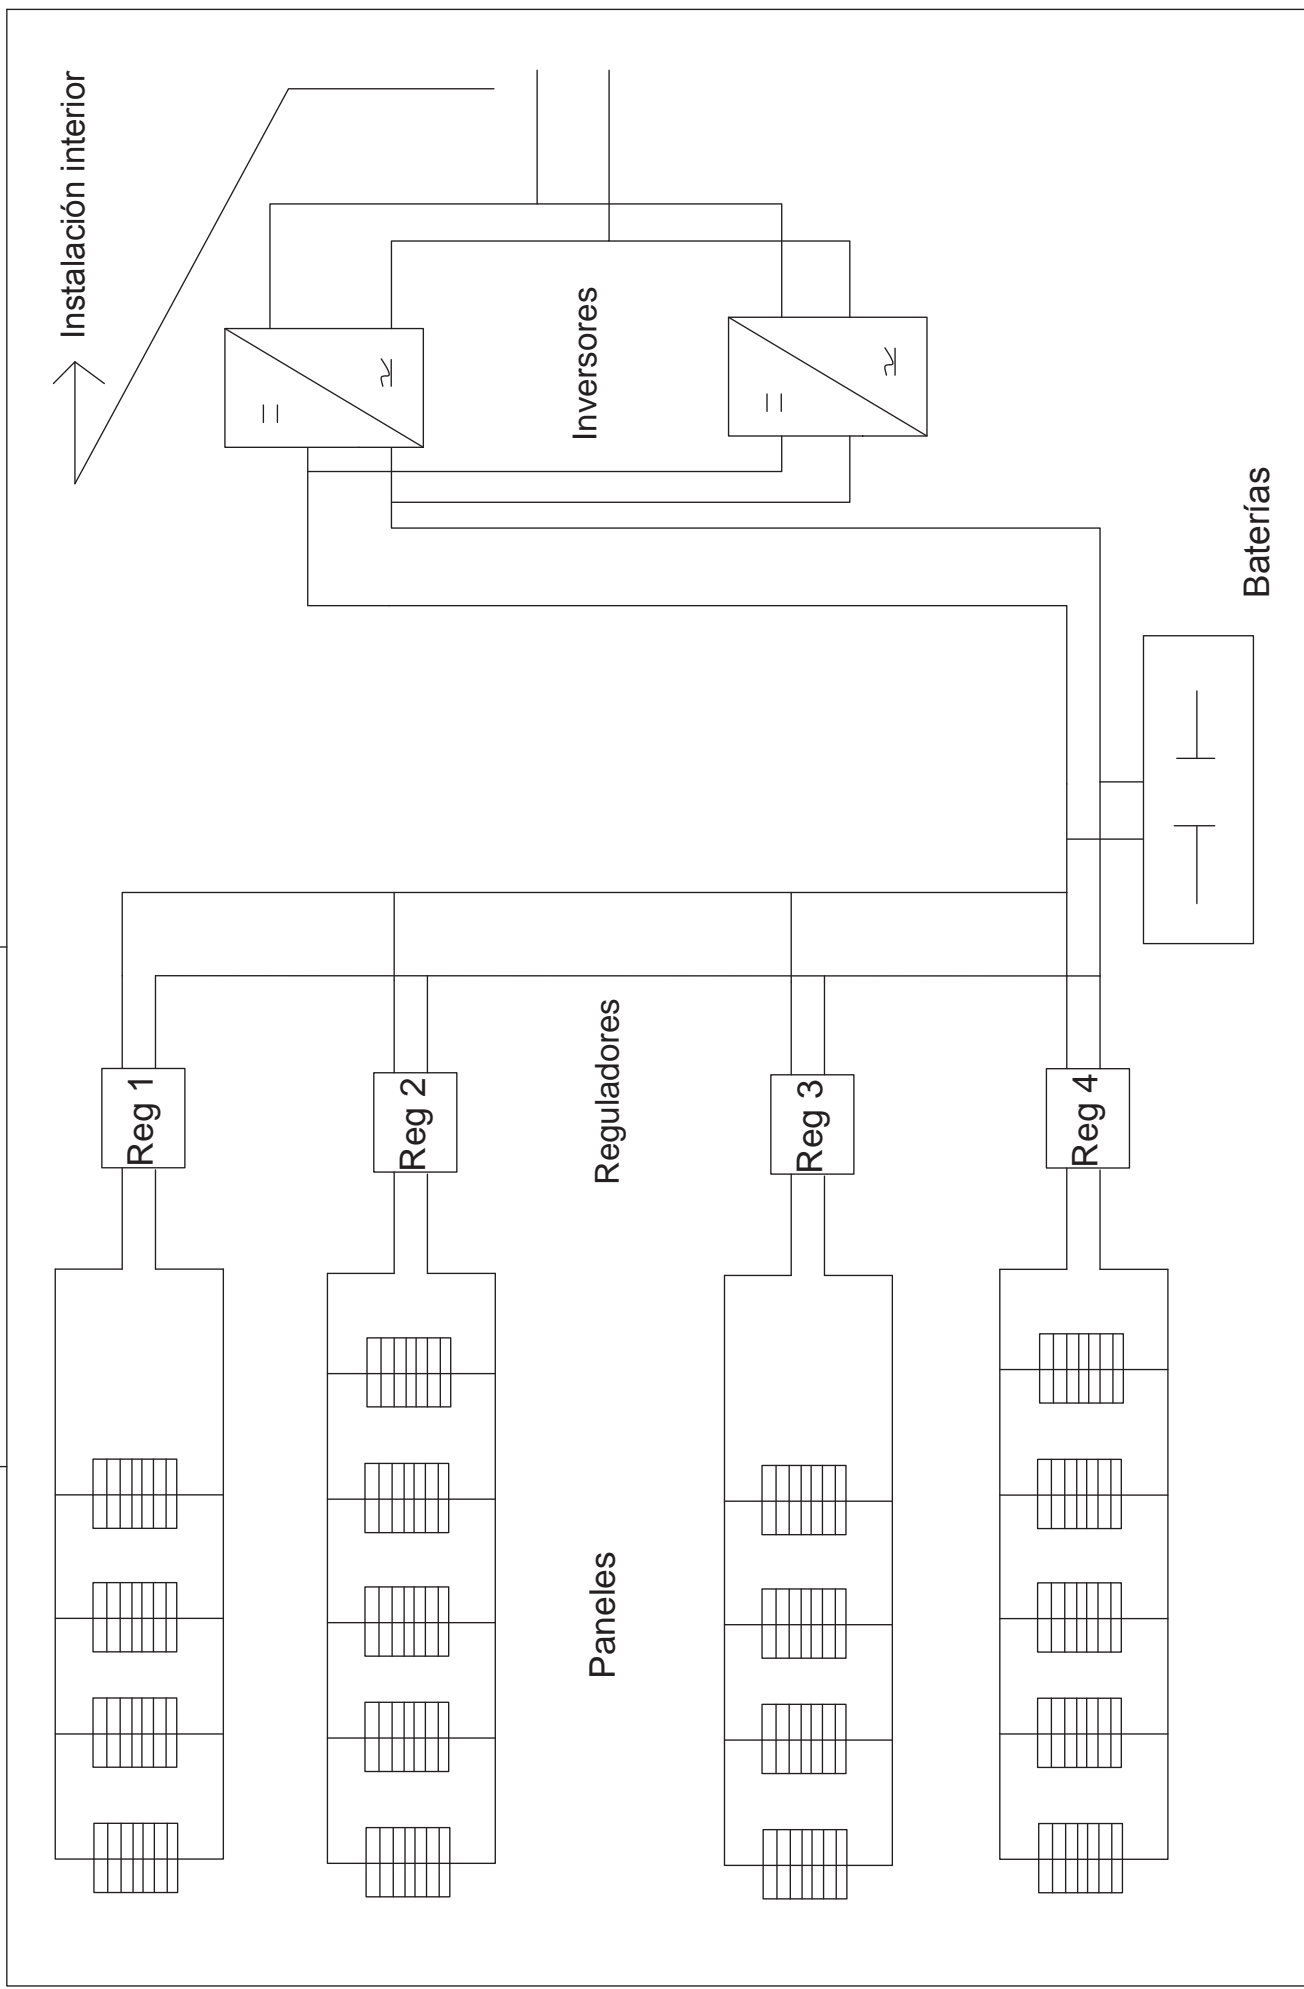 Instalación interior
Inversores
Baterías
Reg 1
Reg 2
Reguladores
Reg 3
Reg 4
Paneles